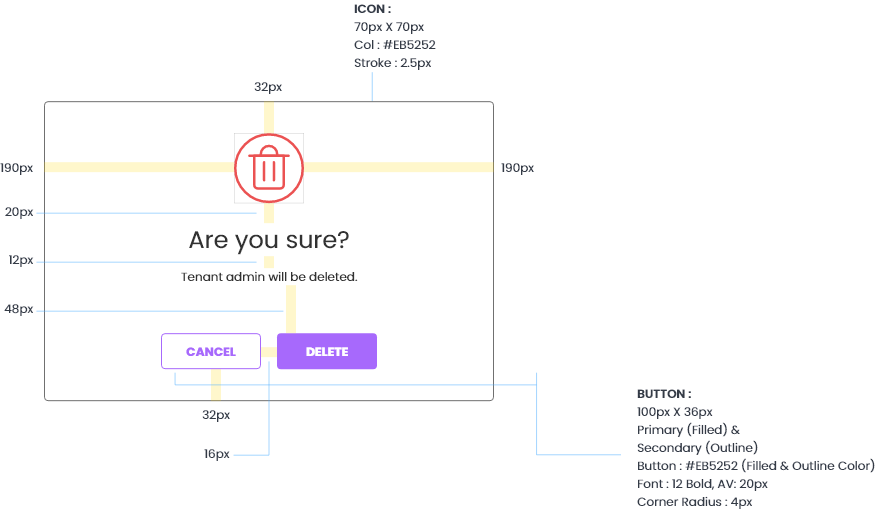 ICON :
70px X 70px
Col : #EB5252
Stroke : 2.5px
32px
190px
190px
20px
Are you sure?
12px
Tenant admin will be deleted.
48px
CANCEL
DELETE
32px
16px
BUTTON :
100px X 36px
Primary (Filled) &
Secondary (Outline)
Button : #EB5252 (Filled & Outline Color)
Font : 12 Bold, AV: 20px
Corner Radius : 4px